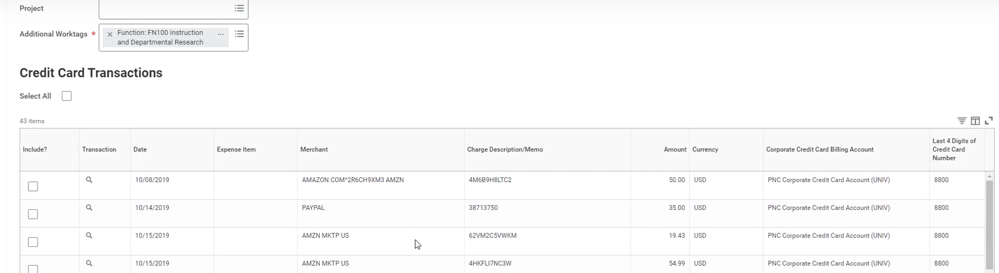 Project
Additional Worktags *
Function: FN100 Instruction
and Departmental Research
Credit Card Transactions
Select All
43 items
Include? Transaction Date Expense Item Merchant Charge Description/Memo Amount Currency Corporate Credit Card Billing Account Last 4 Digits of
Credit Card
Number
10/08/2019 AMAZON.COM*2R6CH9XM3 AMZN 4M6B9H8LTC2 50.00 USD PNC Corporate Credit Card Account (UNIV) 8800
10/14/2019 PAYPAL 38713750 35.00 USD PNC Corporate Credit Card Account (UNIV) 8800
10/15/2019 AMZN MKTP US 62VM2C5VWKM 19.43 USD PNC Corporate Credit Card Account (UNIV) 8800
10/15/2019 AMZN MKTP US 4HKFLI7NC3W 54.99 USD PNC Corporate Credit Card Account (UNIV) 8800